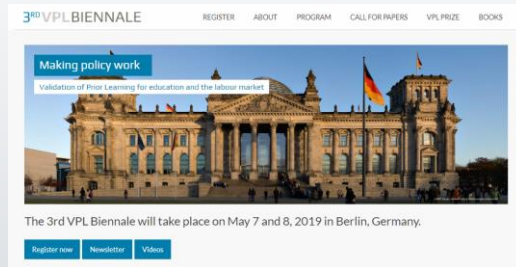 3RD VPLBIENNALE REGISTER ABOUT PROGRAM CALL FOR PAPERS VPL PRIZE BOOKS
Making policy work
Validation of Prior Learning for education and the labour market
The 3rd VPL Biennale will take place on May 7 and 8, 2019 in Berlin, Germany.
Register now Newsletter Videos